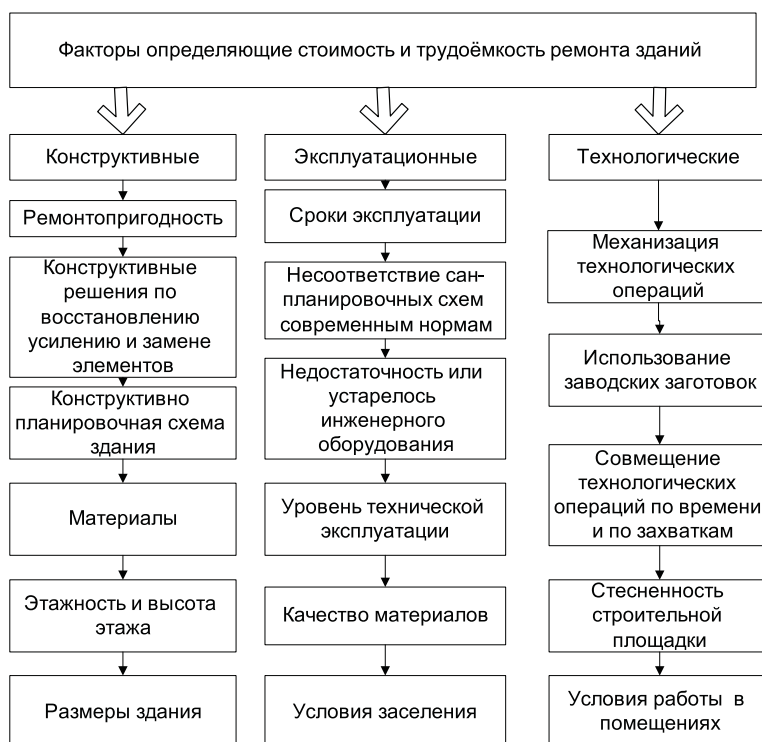 Факторы определяющие стоимость и трудоёмкость ремонта зданий
Конструктивные
Ремонтопригодность
Конструктивные
решения по
восстановлению
усилению и замене
элементов
Конструктивно
планировочная схема
здания
Материалы
Этажность и высота
этажа
Размеры здания
Эксплуатационные
Сроки эксплуатации
Несоответствие сан-
планировочных схем
современным нормам
Недостаточность или
устарелось
инженерного
оборудования
Уровень технической
эксплуатации
Качество материалов
Условия заселения
Технологические
Механизация
технологических
операций
Использование
заводских заготовок
Совмещение
технологических
операций по времени
и по захваткам
Стесненность
строительной
площадки
Условия работы в
помещениях